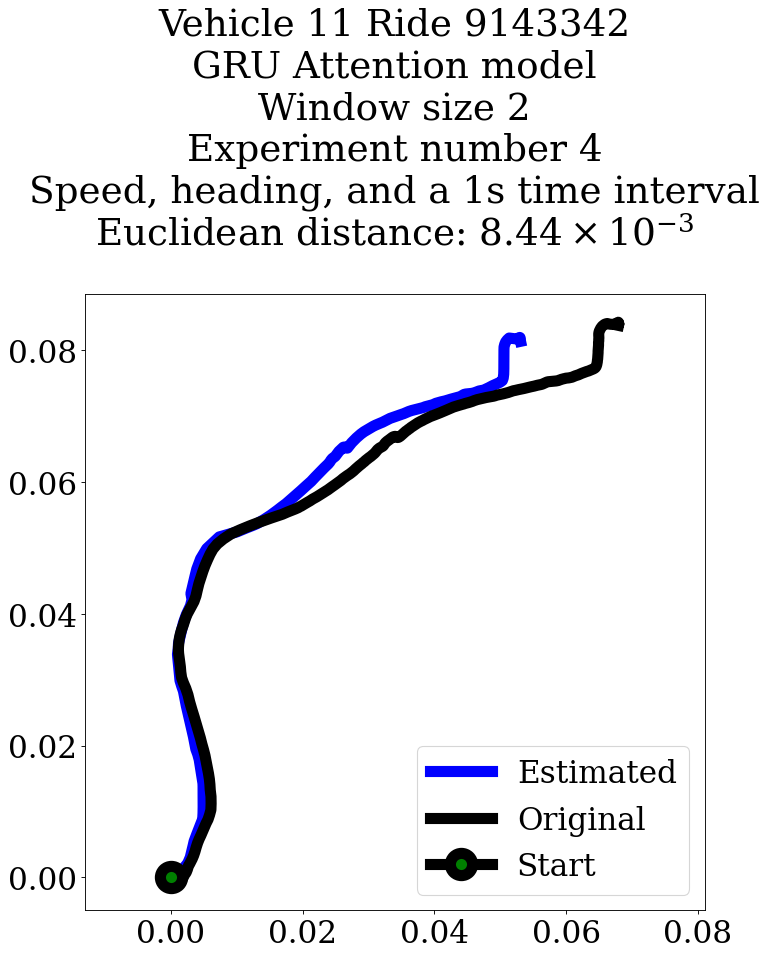 Vehicle 11 Ride 9143342
GRU Attention model
Window size 2
Experiment number 4
Speed, heading, and a 1s time interval
Euclidean distance: 8.44 × 10⁻³
0.08
0.06
0.04
0.02
0.00
Estimated
Original
Start
0.00 0.02 0.04 0.06 0.08